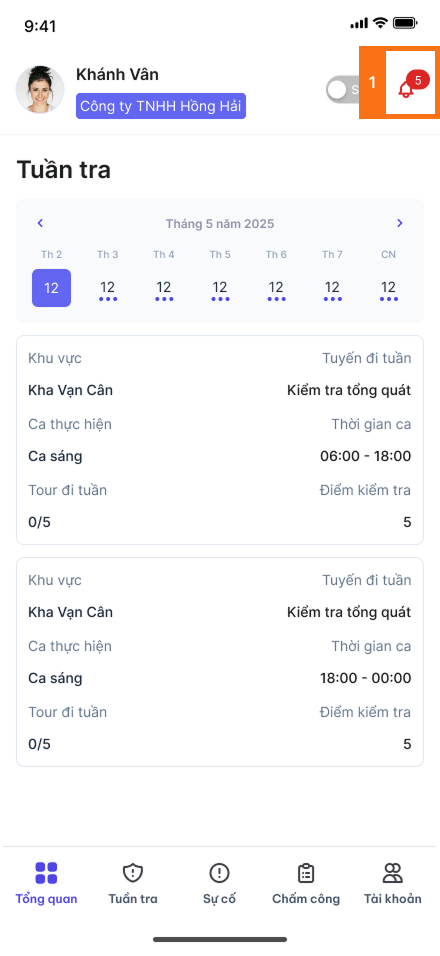 9:41
Khánh Vân
Công ty TNHH Hồng Hải
S
1
5
Tuần tra
Tháng 5 năm 2025
Th 2 Th 3 Th 4 Th 5 Th 6 Th 7 CN
12 12 12 12 12 12 12
Khu vực Tuyến đi tuần
Kha Vạn Cân Kiểm tra tổng quát
Ca thực hiện Thời gian ca
Ca sáng 06:00 - 18:00
Tour đi tuần Điểm kiểm tra
0/5 5
Khu vực Tuyến đi tuần
Kha Vạn Cân Kiểm tra tổng quát
Ca thực hiện Thời gian ca
Ca sáng 18:00 - 00:00
Tour đi tuần Điểm kiểm tra
0/5 5
Tổng quan Tuần tra Sự cố Chấm công Tài khoản